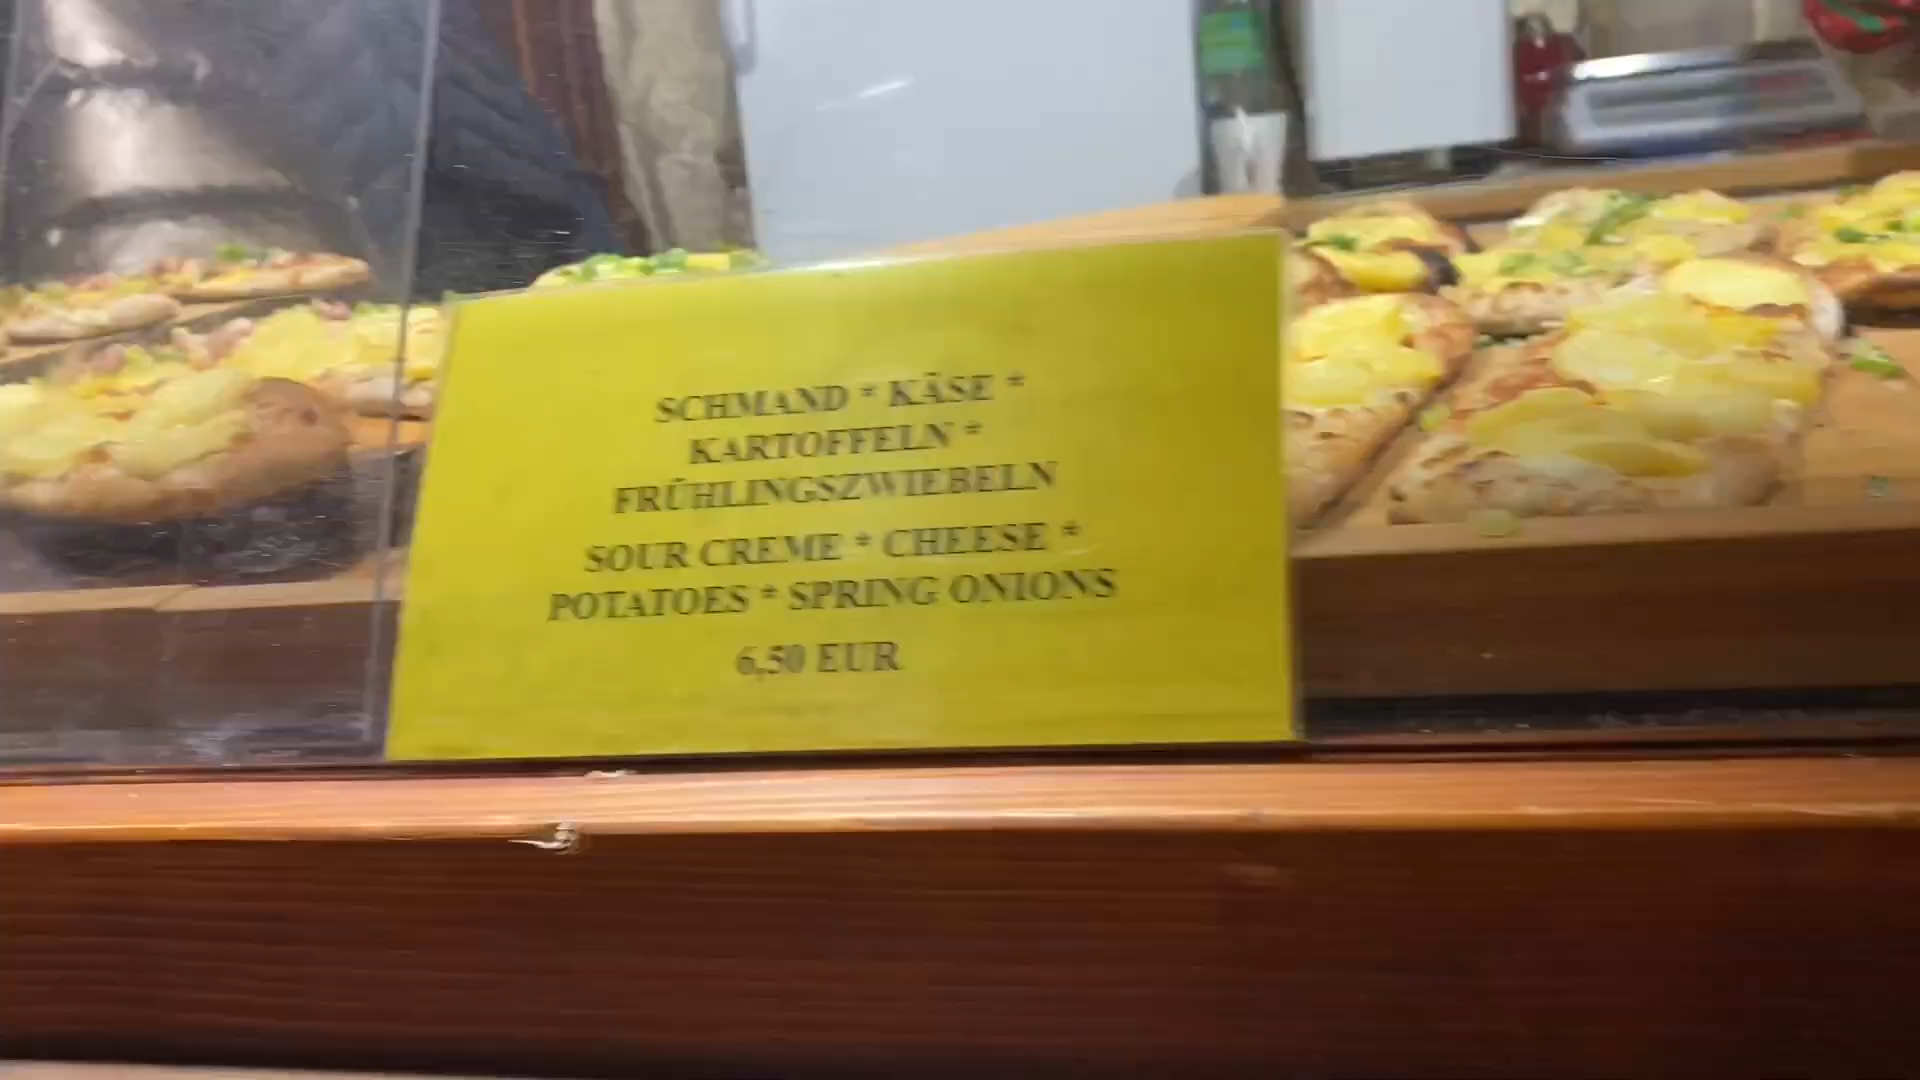 SCHMAND * KÄSE *
KARTOFFELN *
FRÜHLINGSZWIEBELN
SOUR CREME * CHEESE *
POTATOES * SPRING ONIONS
6,50 EUR